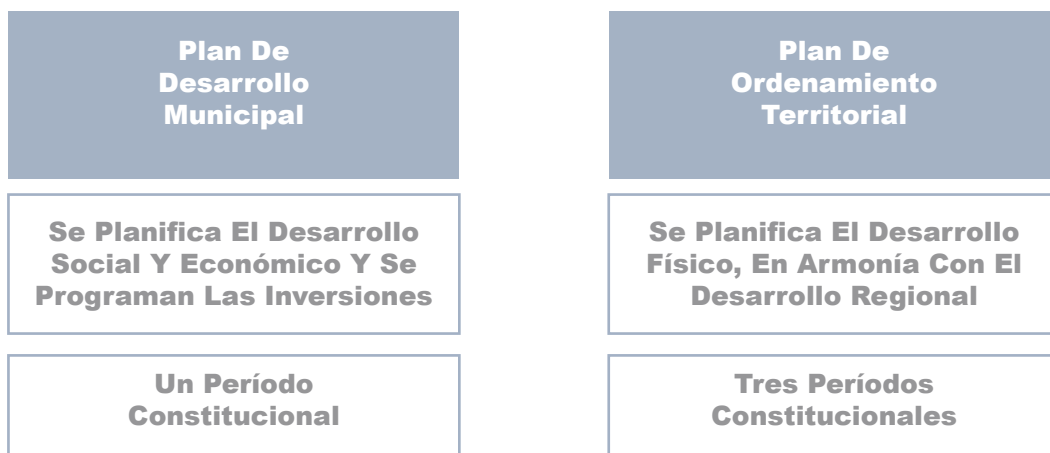 Plan De
Desarrollo
Municipal
Se Planifica El Desarrollo
Social Y Económico Y Se
Programan Las Inversiones
Un Período
Constitucional
Plan De
Ordenamiento
Territorial
Se Planifica El Desarrollo
Físico, En Armonía Con El
Desarrollo Regional
Tres Períodos
Constitucionales